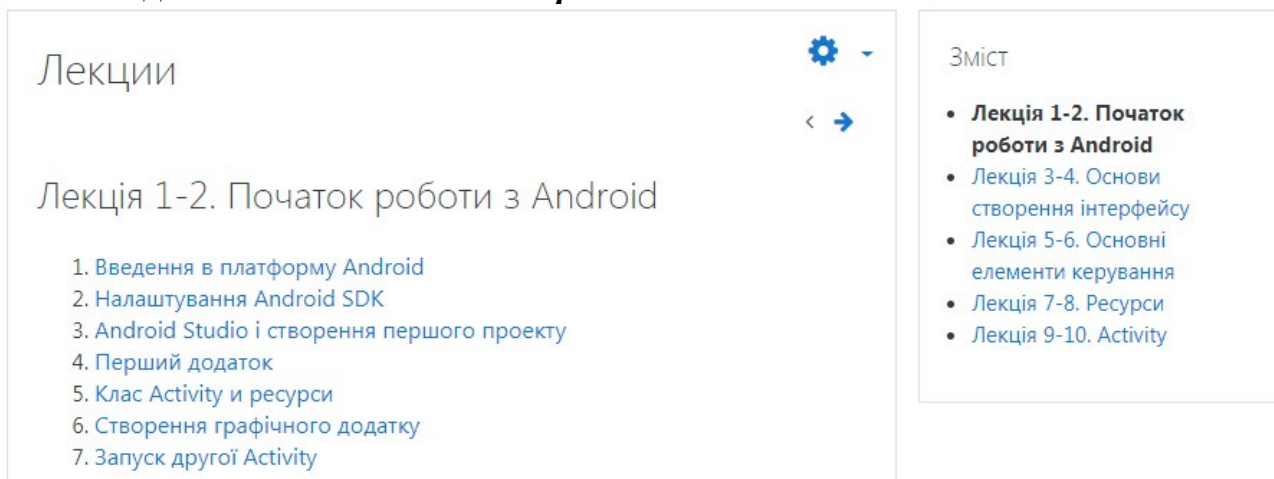 Лекции
Лекція 1-2. Початок роботи з Android
1. Введення в платформу Android
2. Налаштування Android SDK
3. Android Studio і створення першого проекту
4. Перший додаток
5. Клас Activity и ресурси
6. Створення графічного додатку
7. Запуск другої Activity
Зміст
• Лекція 1-2. Початок
роботи з Android
• Лекція 3-4. Основи
створення інтерфейсу
• Лекція 5-6. Основні
елементи керування
• Лекція 7-8. Ресурси
• Лекція 9-10. Activity